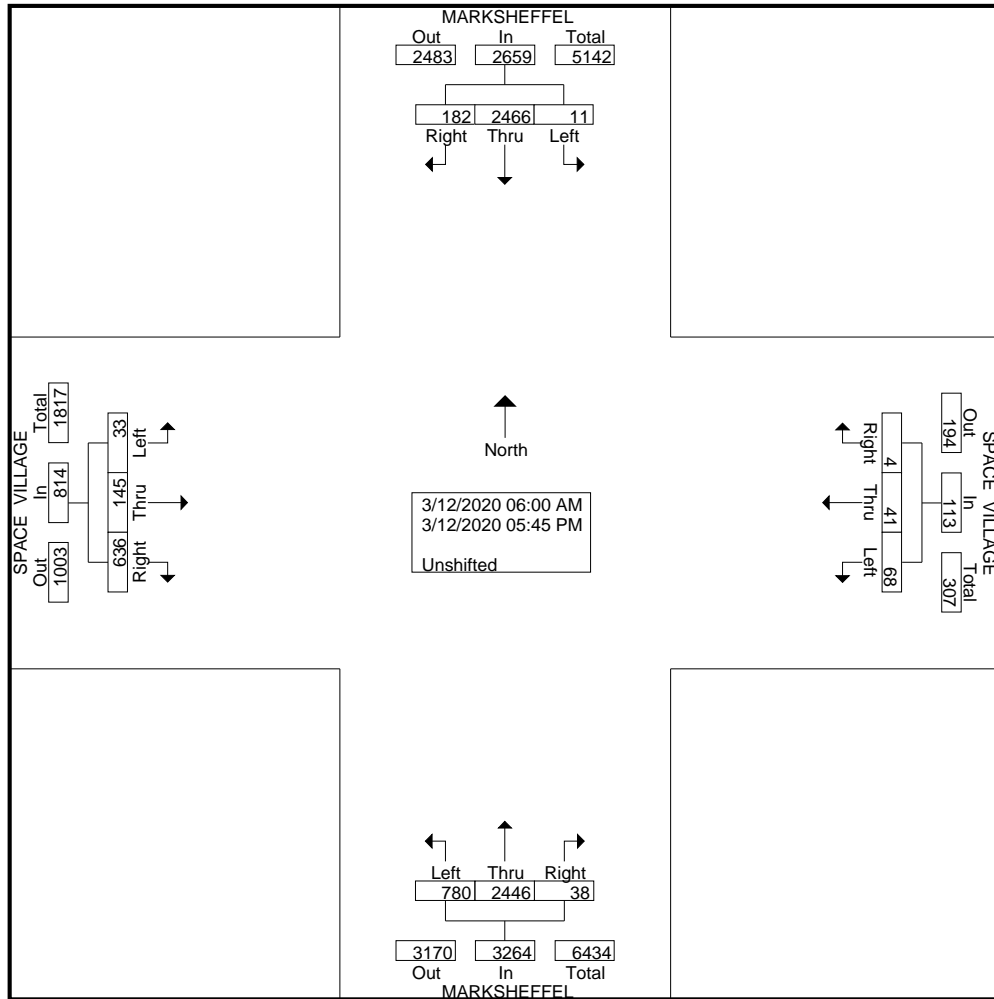 MARKSHEFFEL
Out In Total
2483 2659 5142
182 2466 11
Right Thru Left
SPACE VILLAGE
Total In Out
1817 814 1003
33 145 636
Left Thru Right
North
3/12/2020 06:00 AM
3/12/2020 05:45 PM
Unshifted
Right Thru Left
4 41 68
194 113 307
Out In Total
SPACE VILLAGE
Left Thru Right
780 2446 38
3170 3264 6434
Out In Total
MARKSHEFFEL